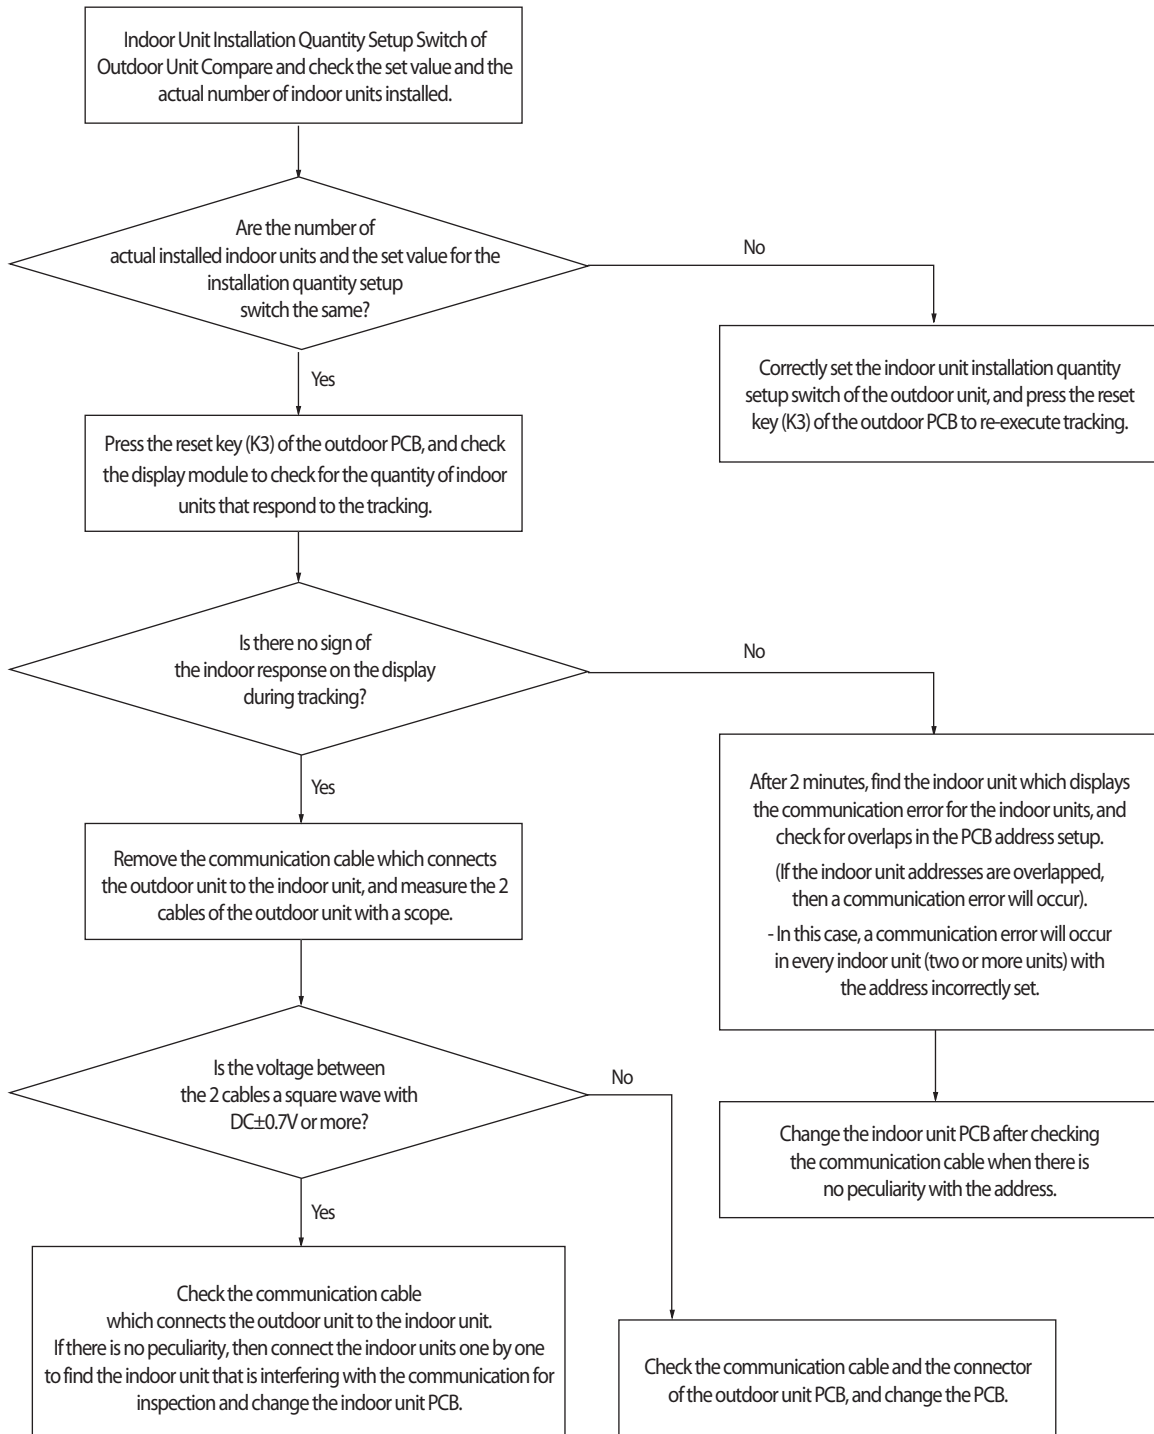 Indoor Unit Installation Quantity Setup Switch of
Outdoor Unit Compare and check the set value and the
actual number of indoor units installed.
Are the number of
actual installed indoor units and the set value for the
installation quantity setup
switch the same?
No
Yes
Correctly set the indoor unit installation quantity
setup switch of the outdoor unit, and press the reset
key (K3) of the outdoor PCB to re-execute tracking.
Press the reset key (K3) of the outdoor PCB, and check
the display module to check for the quantity of indoor
units that respond to the tracking.
Is there no sign of
the indoor response on the display
during tracking?
No
Yes
After 2 minutes, find the indoor unit which displays
the communication error for the indoor units, and
check for overlaps in the PCB address setup.
(If the indoor unit addresses are overlapped,
then a communication error will occur).
- In this case, a communication error will occur
in every indoor unit (two or more units) with
the address incorrectly set.
Remove the communication cable which connects
the outdoor unit to the indoor unit, and measure the 2
cables of the outdoor unit with a scope.
Is the voltage between
the 2 cables a square wave with
DC±0.7V or more?
No
Yes
Change the indoor unit PCB after checking
the communication cable when there is
no peculiarity with the address.
Check the communication cable
which connects the outdoor unit to the indoor unit.
If there is no peculiarity, then connect the indoor units one by one
to find the indoor unit that is interfering with the communication for
inspection and change the indoor unit PCB.
Check the communication cable and the connector
of the outdoor unit PCB, and change the PCB.